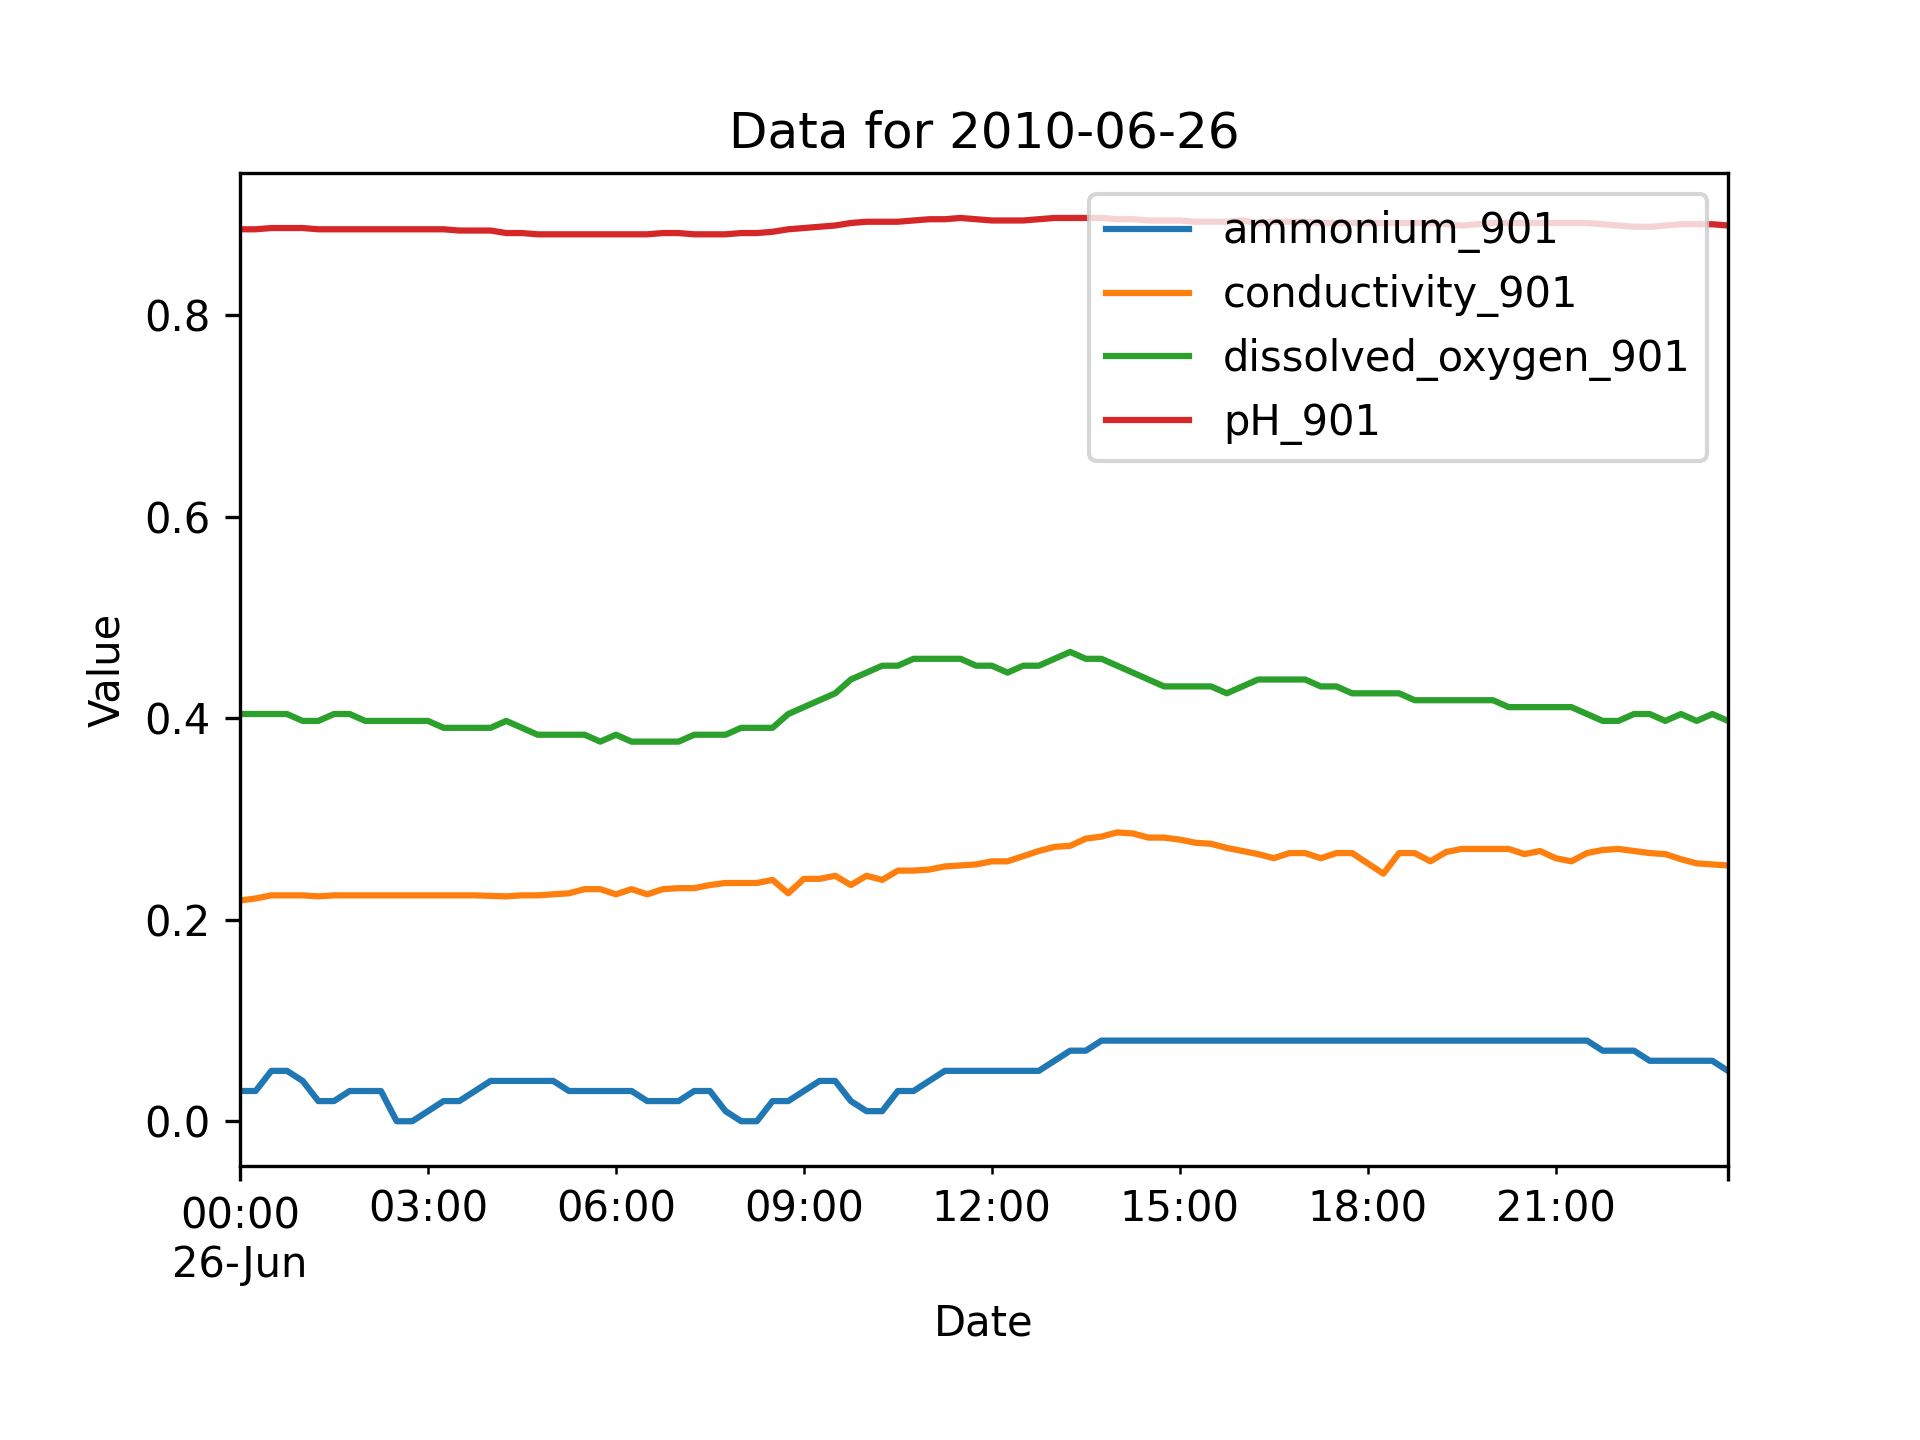 Data for 2010-06-26
ammonium_901
conductivity_901
dissolved_oxygen_901
pH_901
Value
0.8
0.6
0.4
0.2
0.0
00:00 03:00 06:00 09:00 12:00 15:00 18:00 21:00
26-Jun
Date